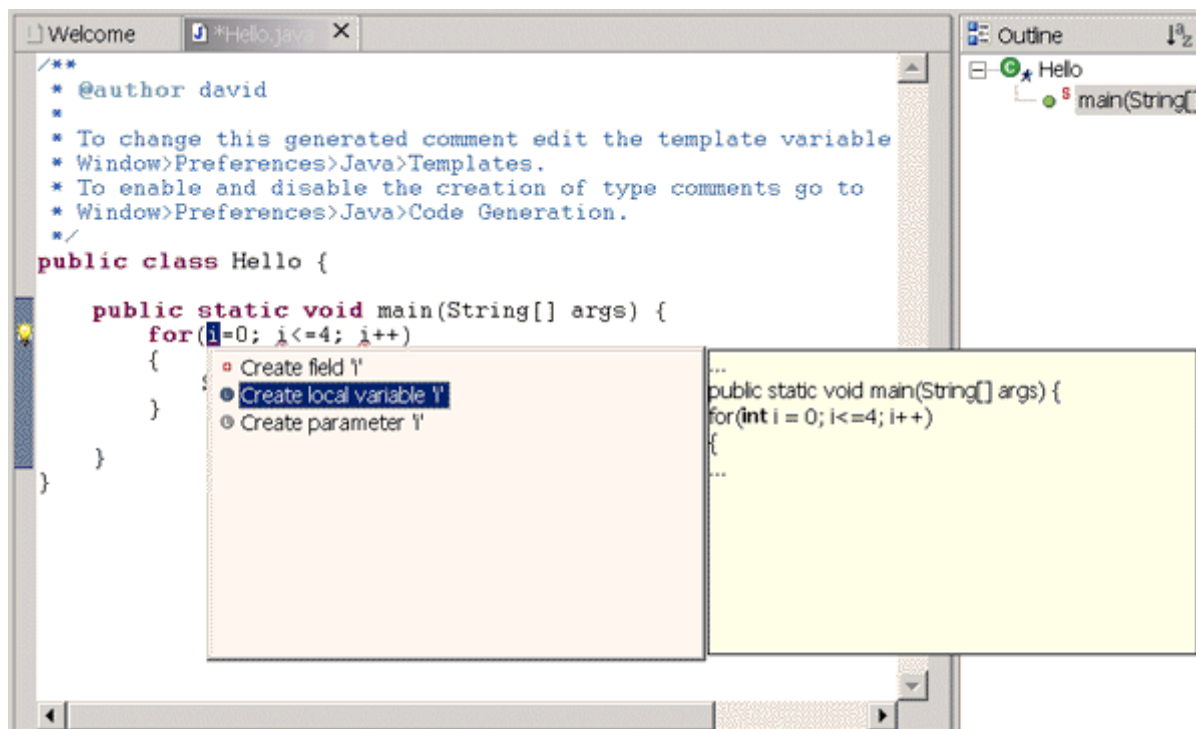 Welcome
*Hello.java
Outline
/**
* @author david
*
* To change this generated comment edit the template variable
* Window>Preferences>Java>Templates.
* To enable and disable the creation of type comments go to
* Window>Preferences>Java>Code Generation.
*/
public class Hello {
public static void main(String[] args) {
for(i=0; i<=4; i++)
{
}
}
}
Create field 'i'
Create local variable 'i'
Create parameter 'i'
...
public static void main(String[] args) {
for(int i = 0; i<=4; i++)
{
...
Hello
main(String[]